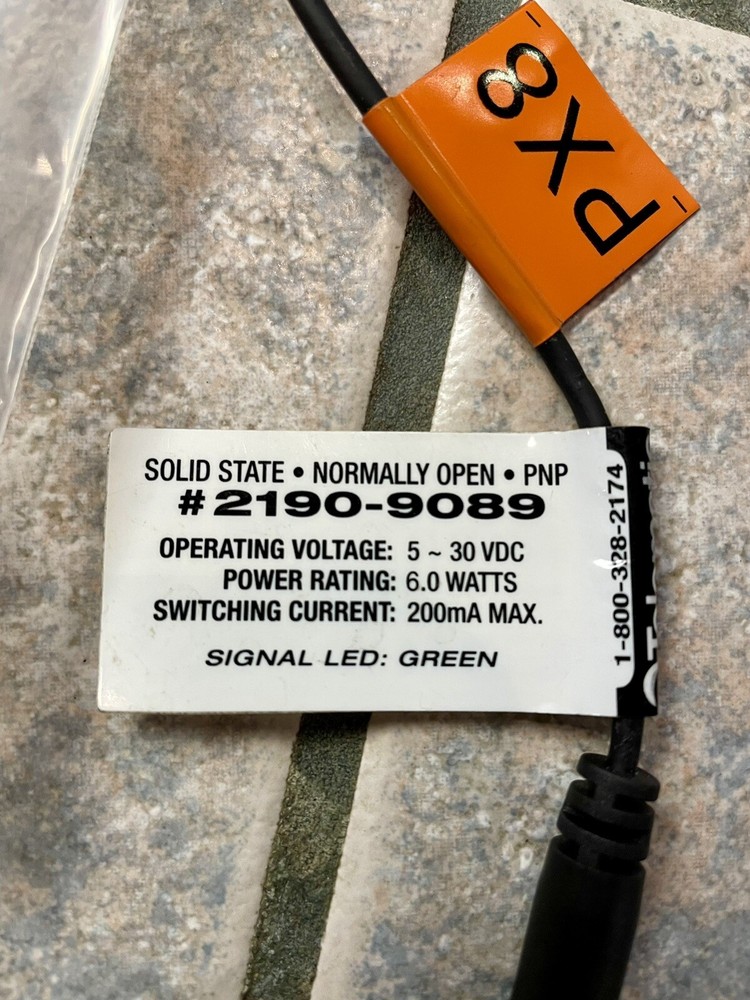 PX8
SOLID STATE • NORMALLY OPEN • PNP
#2190-9089
OPERATING VOLTAGE: 5 ~ 30 VDC
POWER RATING: 6.0 WATTS
SWITCHING CURRENT: 200mA MAX.
SIGNAL LED: GREEN
1-800-328-2174